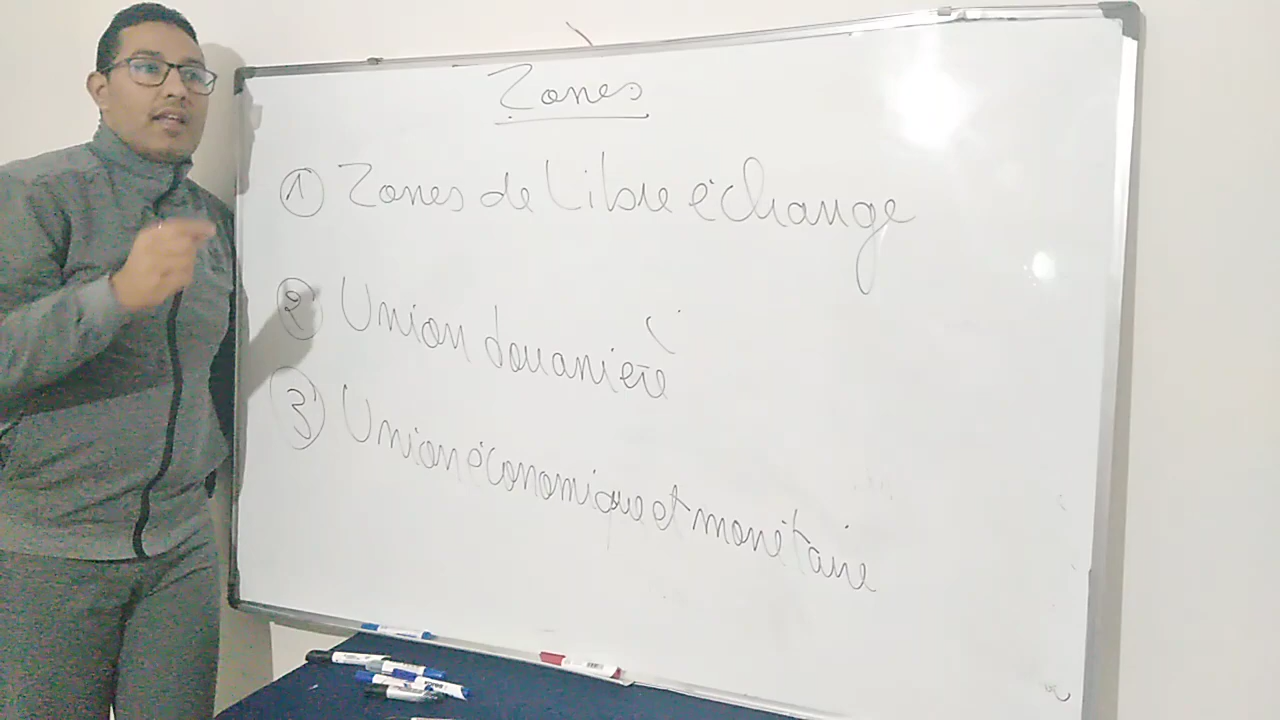 Zones
① Zones de Libre échange
② Union douanière
③ Union économique et monétaire